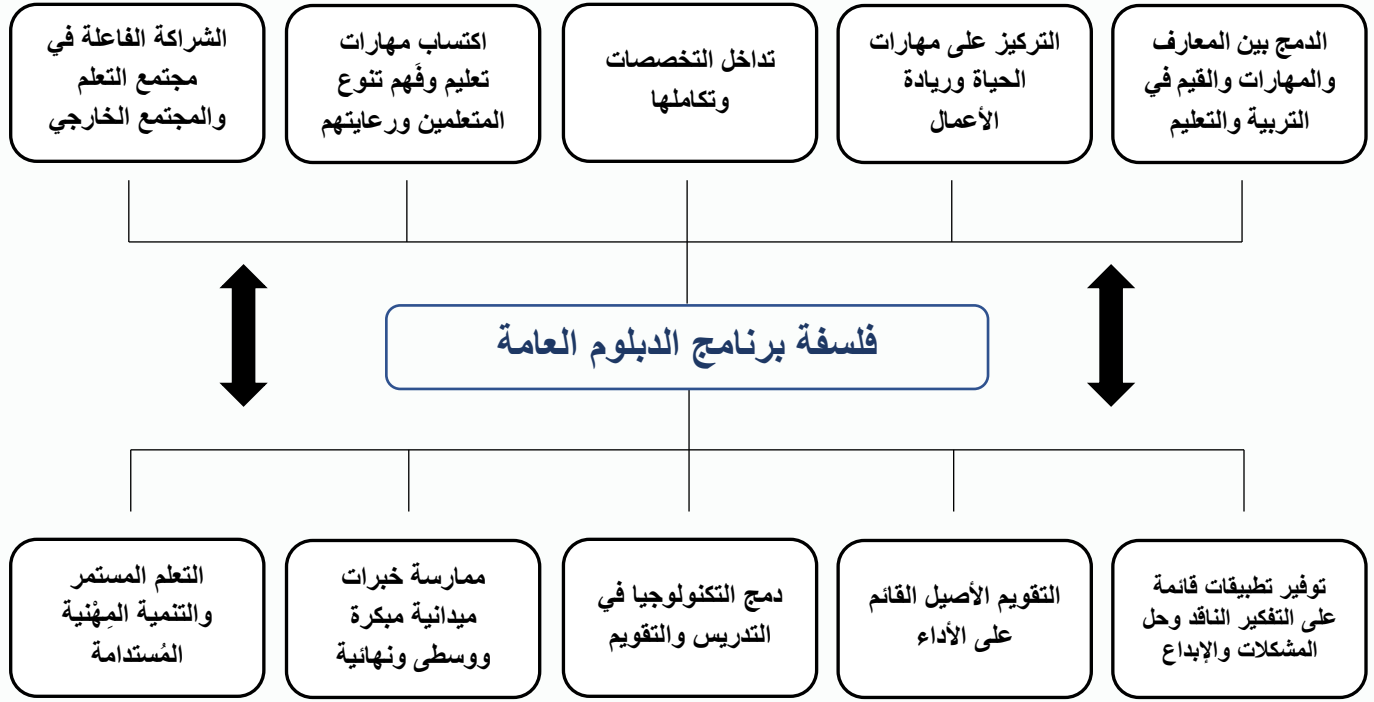 الدمج بين المعارف
والمهارات والقيم في
التربية والتعليم
التركيز على مهارات
الحياة وريادة
الأعمال
تداخل التخصصات
وتكاملها
اكتساب مهارات
تعليم وفَهم تنوع
المتعلمين ورعايتهم
الشراكة الفاعلة في
مجتمع التعلم
والمجتمع الخارجي
فلسفة برنامج الدبلوم العامة
توفير تطبيقات قائمة
على التفكير الناقد وحل
المشكلات والإبداع
التقويم الأصيل القائم
على الأداء
دمج التكنولوجيا في
التدريس والتقويم
ممارسة خبرات
ميدانية مبكرة
ووسطى ونهائية
التعلم المستمر
والتنمية المِهْنية
المُستدامة